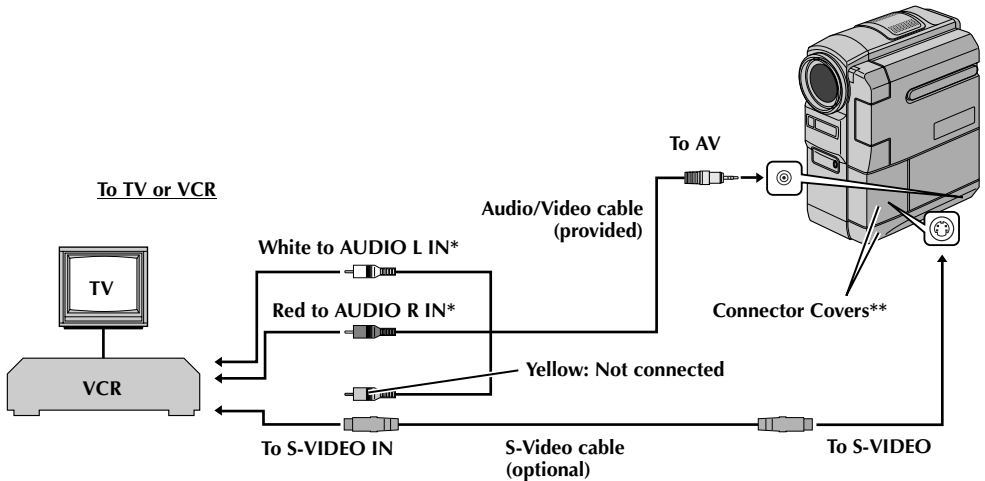 To AV
To TV or VCR
Audio/Video cable
(provided)
White to AUDIO L IN*
TV
Red to AUDIO R IN*
Connector Covers**
Yellow: Not connected
VCR
To S-VIDEO IN
S-Video cable
(optional)
To S-VIDEO